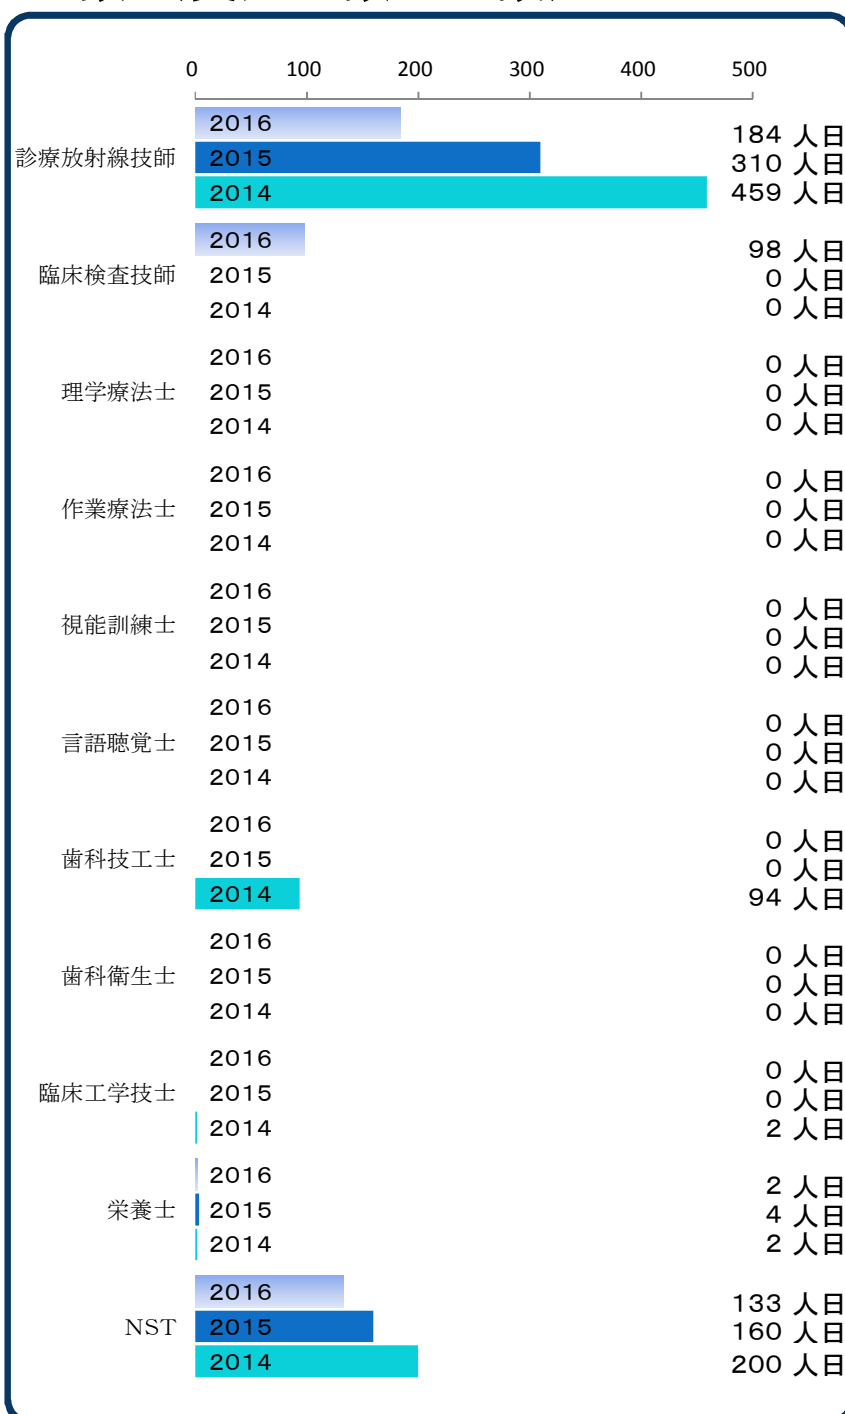 0 100 200 300 400 500
診療放射線技師
2016 184 人日
2015 310 人日
2014 459 人日
臨床検査技師
2016 98 人日
2015 0 人日
2014 0 人日
理学療法士
2016 0 人日
2015 0 人日
2014 0 人日
作業療法士
2016 0 人日
2015 0 人日
2014 0 人日
視能訓練士
2016 0 人日
2015 0 人日
2014 0 人日
言語聴覚士
2016 0 人日
2015 0 人日
2014 0 人日
歯科技工士
2016 0 人日
2015 0 人日
2014 94 人日
歯科衛生士
2016 0 人日
2015 0 人日
2014 0 人日
臨床工学技士
2016 0 人日
2015 0 人日
2014 2 人日
栄養士
2016 2 人日
2015 4 人日
2014 2 人日
NST
2016 133 人日
2015 160 人日
2014 200 人日